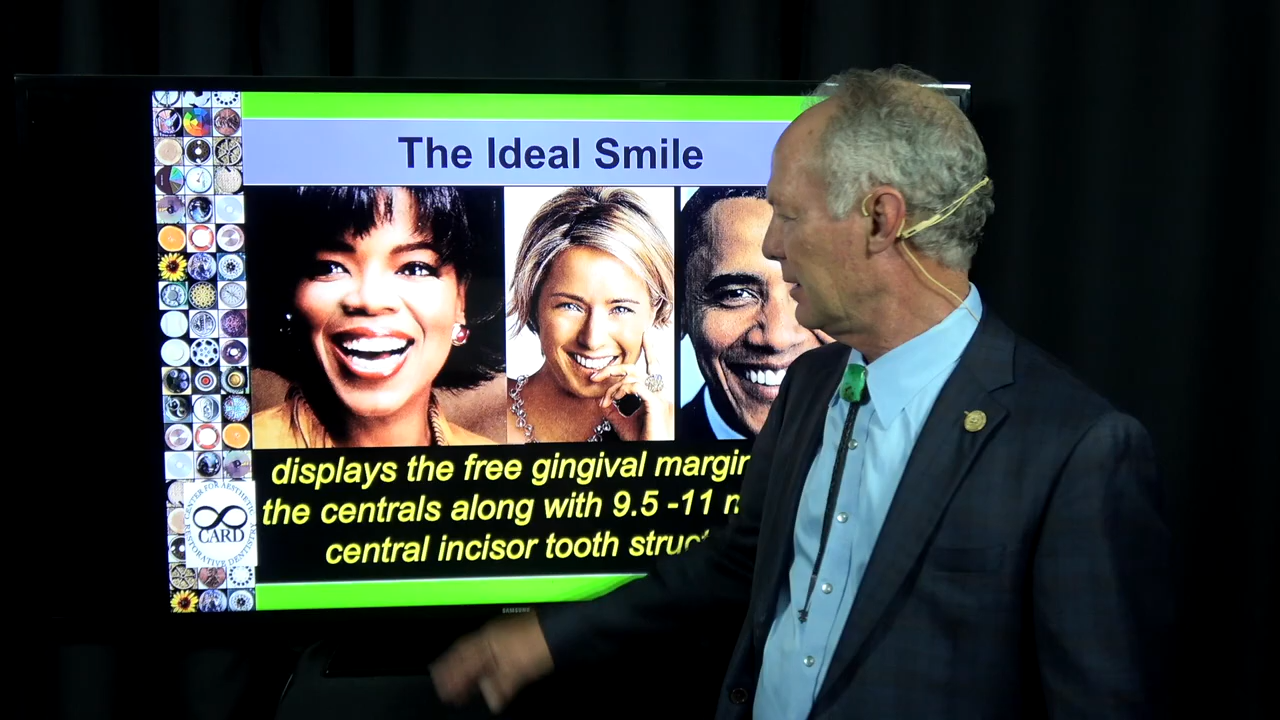 The Ideal Smile
displays the free gingival margin
the centrals along with 9.5 -11
central incisor tooth
CENTER FOR AESTHETIC
CARD
RESTORATIVE DENTISTRY
SAMSUNG